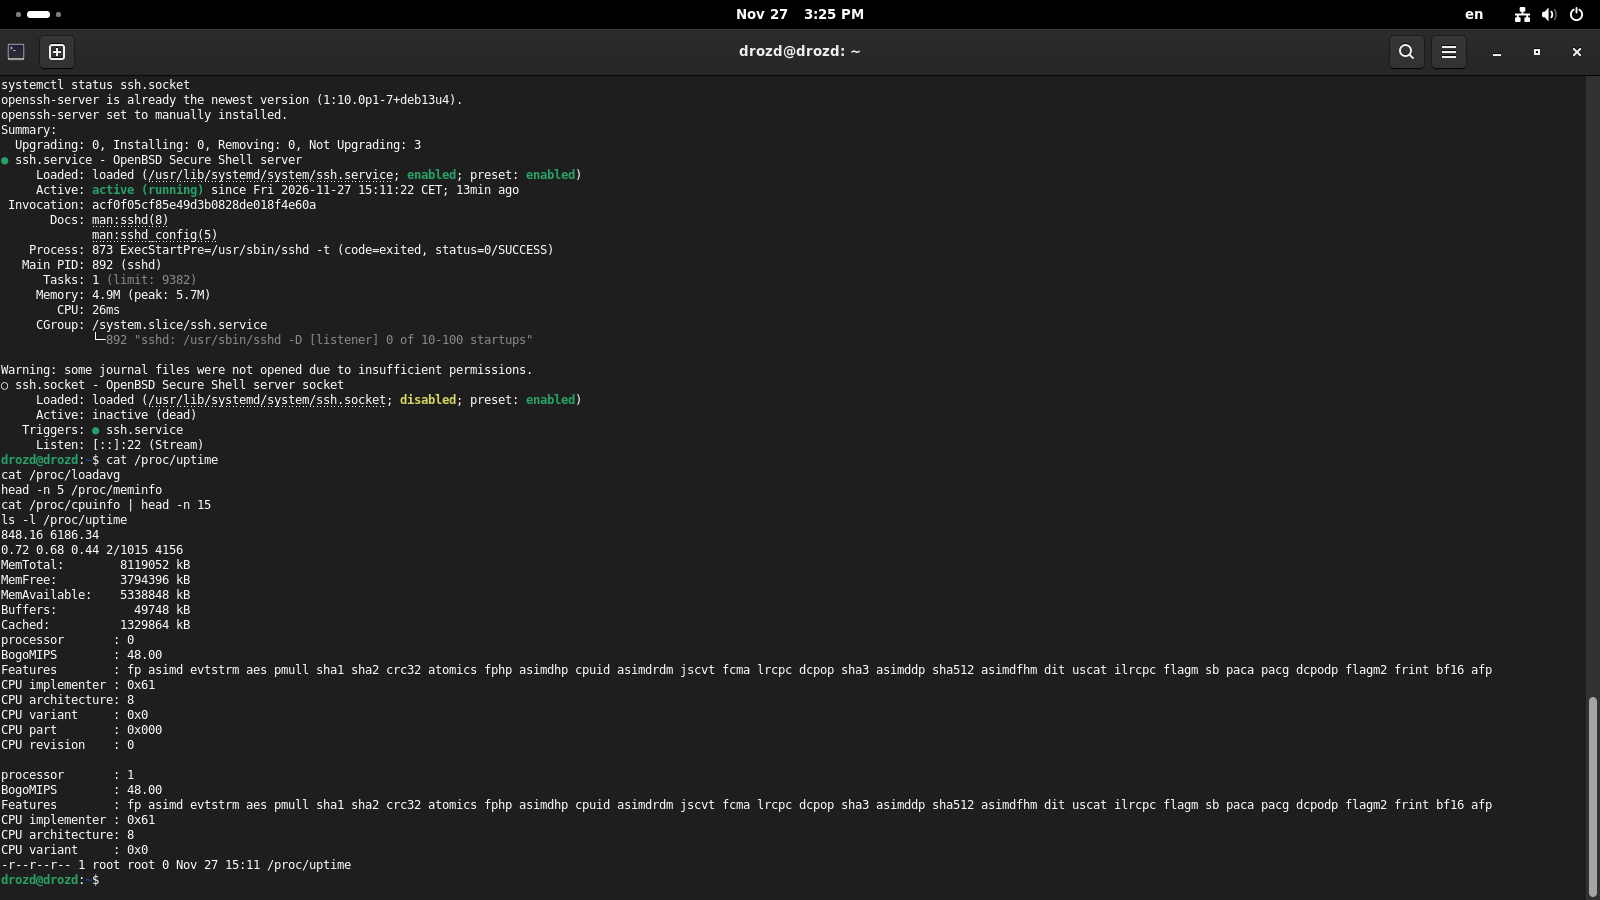 Nov 27 3:25 PM
en
drozd@drozd: ~
systemctl status ssh.socket
openssh-server is already the newest version (1:10.0p1-7+deb13u4).
openssh-server set to manually installed.
Summary:
  Upgrading: 0, Installing: 0, Removing: 0, Not Upgrading: 3
● ssh.service - OpenBSD Secure Shell server
     Loaded: loaded (/usr/lib/systemd/system/ssh.service; enabled; preset: enabled)
     Active: active (running) since Fri 2026-11-27 15:11:22 CET; 13min ago
 Invocation: acf0f05cf85e49d3b0828de018f4e60a
       Docs: man:sshd(8)
             man:sshd_config(5)
    Process: 873 ExecStartPre=/usr/sbin/sshd -t (code=exited, status=0/SUCCESS)
   Main PID: 892 (sshd)
      Tasks: 1 (limit: 9382)
     Memory: 4.9M (peak: 5.7M)
        CPU: 26ms
     CGroup: /system.slice/ssh.service
             └─892 "sshd: /usr/sbin/sshd -D [listener] 0 of 10-100 startups"

Warning: some journal files were not opened due to insufficient permissions.
○ ssh.socket - OpenBSD Secure Shell server socket
     Loaded: loaded (/usr/lib/systemd/system/ssh.socket; disabled; preset: enabled)
     Active: inactive (dead)
   Triggers: ● ssh.service
     Listen: [::]:22 (Stream)
drozd@drozd:~$ cat /proc/uptime
cat /proc/loadavg
head -n 5 /proc/meminfo
cat /proc/cpuinfo | head -n 15
ls -l /proc/uptime
848.16 6186.34
0.72 0.68 0.44 2/1015 4156
MemTotal:        8119052 kB
MemFree:         3794396 kB
MemAvailable:    5338848 kB
Buffers:           49748 kB
Cached:          1329864 kB
processor       : 0
BogoMIPS        : 48.00
Features        : fp asimd evtstrm aes pmull sha1 sha2 crc32 atomics fphp asimdhp cpuid asimdrdm jscvt fcma lrcpc dcpop sha3 asimddp sha512 asimdfhm dit uscat ilrcpc flagm sb paca pacg dcpodp flagm2 frint bf16 afp
CPU implementer : 0x61
CPU architecture: 8
CPU variant     : 0x0
CPU part        : 0x000
CPU revision    : 0

processor       : 1
BogoMIPS        : 48.00
Features        : fp asimd evtstrm aes pmull sha1 sha2 crc32 atomics fphp asimdhp cpuid asimdrdm jscvt fcma lrcpc dcpop sha3 asimddp sha512 asimdfhm dit uscat ilrcpc flagm sb paca pacg dcpodp flagm2 frint bf16 afp
CPU implementer : 0x61
CPU architecture: 8
CPU variant     : 0x0
-r--r--r-- 1 root root 0 Nov 27 15:11 /proc/uptime
drozd@drozd:~$